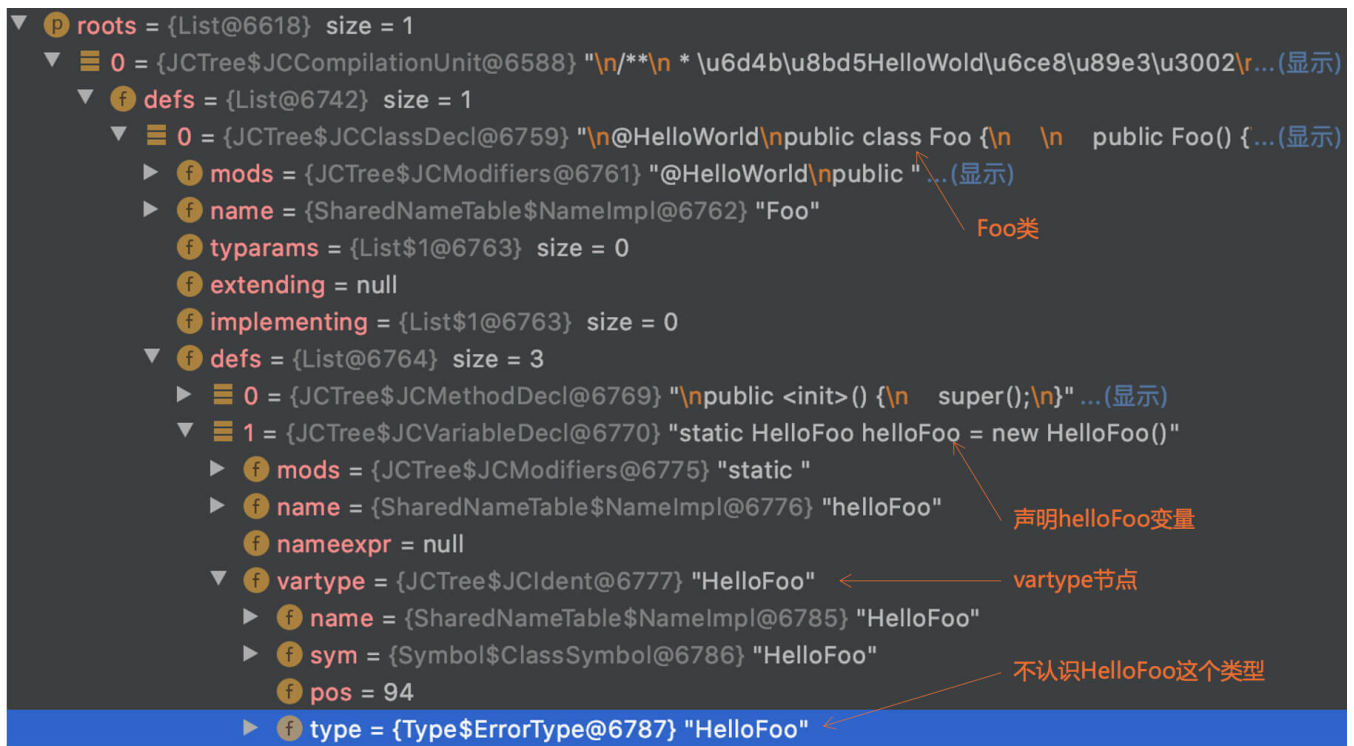 ▼ p roots = {List@6618} size = 1
▼ 0 = {JCTree$JCCompilationUnit@6588} "\n/**\n * \u6d4b\u8bd5HelloWold\u6ce8\u89e3\u3002\r...(显示)
▼ f defs = {List@6742} size = 1
▼ 0 = {JCTree$JCClassDecl@6759} "\n@HelloWorld\npublic class Foo {\n    \n    public Foo() {...(显示)
▶ f mods = {JCTree$JCModifiers@6761} "@HelloWorld\npublic "...(显示)
▶ f name = {SharedNameTable$NameImpl@6762} "Foo"
Foo类
f typarams = {List$1@6763} size = 0
f extending = null
f implementing = {List$1@6763} size = 0
▼ f defs = {List@6764} size = 3
▶ 0 = {JCTree$JCMethodDecl@6769} "\npublic <init>() {\n    super();\n}" ...(显示)
▼ 1 = {JCTree$JCVariableDecl@6770} "static HelloFoo helloFoo = new HelloFoo()"
▶ f mods = {JCTree$JCModifiers@6775} "static "
▶ f name = {SharedNameTable$NameImpl@6776} "helloFoo"
声明helloFoo变量
f nameexpr = null
▼ f vartype = {JCTree$JCIdent@6777} "HelloFoo"
vartype节点
▶ f name = {SharedNameTable$NameImpl@6785} "HelloFoo"
▶ f sym = {Symbol$ClassSymbol@6786} "HelloFoo"
不认识HelloFoo这个类型
f pos = 94
▶ f type = {Type$ErrorType@6787} "HelloFoo"